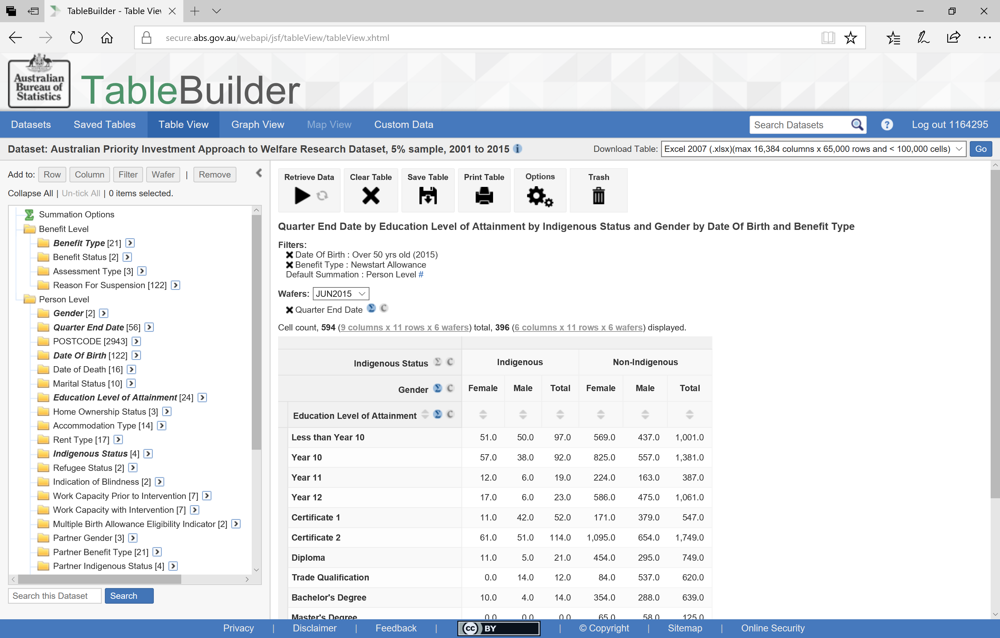 TableBuilder - Table Vie
secure.abs.gov.au/webapi/jsf/tableView/tableView.xhtml
Australian
Bureau of
Statistics
TableBuilder
Datasets Saved Tables Table View Graph View Map View Custom Data Search Datasets ? Log out 1164295
Dataset: Australian Priority Investment Approach to Welfare Research Dataset, 5% sample, 2001 to 2015 i Download Table: Excel 2007 (.xlsx)(max 16,384 columns x 65,000 rows and < 100,000 cells) Go
Add to: Row Column Filter Wafer | Remove
Collapse All | Un-tick All | 0 items selected.
Summation Options
Benefit Level
Benefit Type [21]
Benefit Status [2]
Assessment Type [3]
Reason For Suspension [122]
Person Level
Gender [2]
Quarter End Date [56]
POSTCODE [2943]
Date Of Birth [122]
Date of Death [16]
Marital Status [10]
Education Level of Attainment [24]
Home Ownership Status [3]
Accommodation Type [14]
Rent Type [17]
Indigenous Status [4]
Refugee Status [2]
Indication of Blindness [2]
Work Capacity Prior to Intervention [7]
Work Capacity with Intervention [7]
Multiple Birth Allowance Eligibility Indicator [2]
Partner Gender [3]
Partner Benefit Type [21]
Partner Indigenous Status [4]
Search this Dataset Search
Retrieve Data Clear Table Save Table Print Table Options Trash
Quarter End Date by Education Level of Attainment by Indigenous Status and Gender by Date Of Birth and Benefit Type
Filters:
Date Of Birth : Over 50 yrs old (2015)
Benefit Type : Newstart Allowance
Default Summation : Person Level #
Wafers: JUN2015
Quarter End Date Σ C
Cell count, 594 (9 columns x 11 rows x 6 wafers) total, 396 (6 columns x 11 rows x 6 wafers) displayed.
Indigenous Status Σ C Indigenous Non-Indigenous
Gender Σ C Female Male Total Female Male Total
Education Level of Attainment Σ C
Less than Year 10 51.0 50.0 97.0 569.0 437.0 1,001.0
Year 10 57.0 38.0 92.0 825.0 557.0 1,381.0
Year 11 12.0 6.0 19.0 224.0 163.0 387.0
Year 12 17.0 6.0 23.0 586.0 475.0 1,061.0
Certificate 1 11.0 42.0 52.0 171.0 379.0 547.0
Certificate 2 61.0 51.0 114.0 1,095.0 654.0 1,749.0
Diploma 11.0 5.0 21.0 454.0 295.0 749.0
Trade Qualification 0.0 14.0 12.0 84.0 537.0 620.0
Bachelor's Degree 10.0 4.0 14.0 354.0 288.0 639.0
Master's Degree 0.0 0.0 0.0 65.0 58.0 125.0
Privacy | Disclaimer | Feedback | cc BY | © Copyright | Sitemap | Online Security